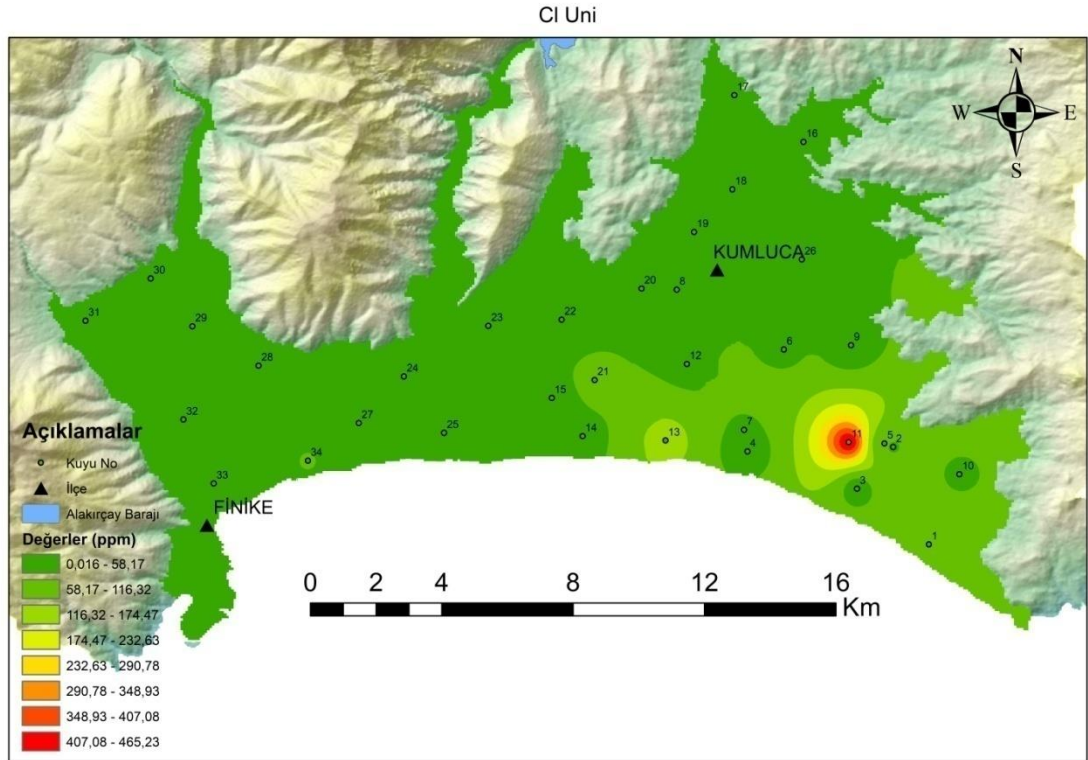 Cl Uni
N
W E
S
17
16
18
19
KUMLUCA
26
20
8
30
31
29
23
22
28
6
9
12
24
21
15
32
27
25
14
13
7
4
11
5
2
34
33
3
10
FİNİKE
1
Açıklamalar
Kuyu No
İlçe
Alakırçay Barajı
Değerler (ppm)
0,016 - 58,17
58,17 - 116,32
116,32 - 174,47
174,47 - 232,63
232,63 - 290,78
290,78 - 348,93
348,93 - 407,08
407,08 - 465,23
0 2 4 8 12 16
Km